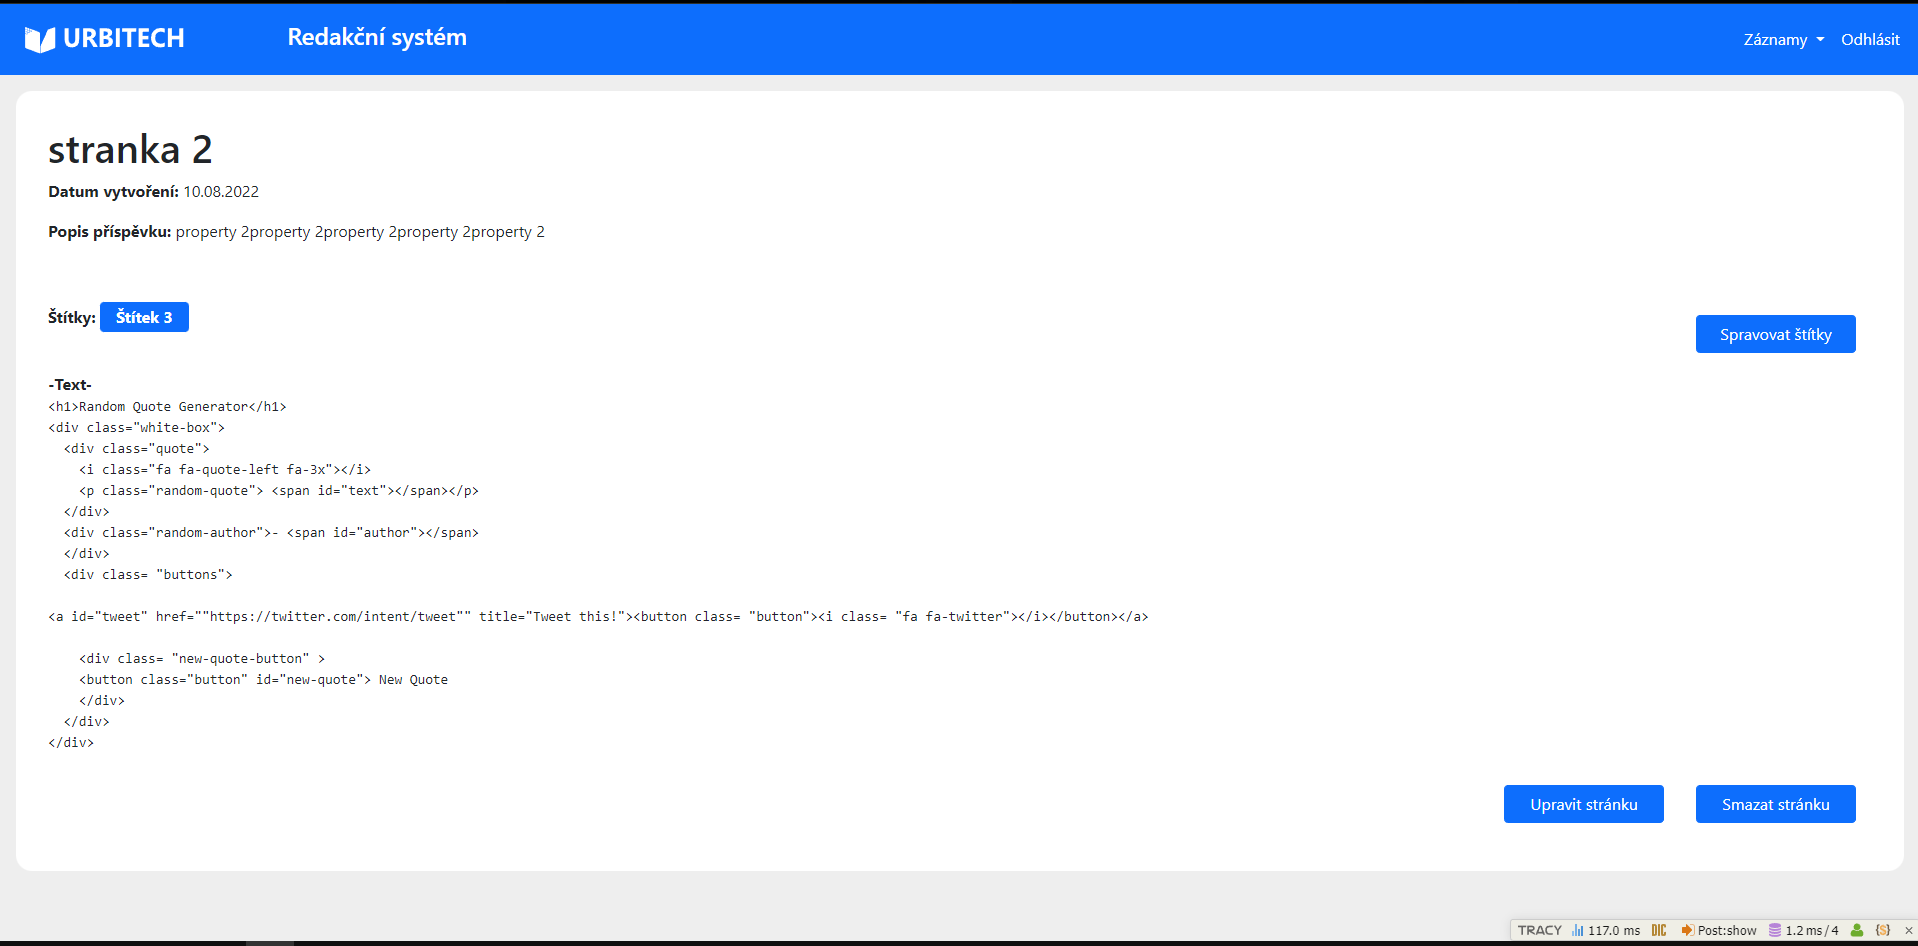 URBITECH Redakční systém Záznamy Odhlásit
stranka 2
Datum vytvoření: 10.08.2022
Popis příspěvku: property 2property 2property 2property 2property 2
Štítky: Štítek 3
Spravovat štítky
-Text-
<h1>Random Quote Generator</h1>
<div class="white-box">
  <div class="quote">
    <i class="fa fa-quote-left fa-3x"></i>
    <p class="random-quote"> <span id="text"></span></p>
  </div>
  <div class="random-author">- <span id="author"></span>
  </div>
  <div class= "buttons">
<a id="tweet" href=""https://twitter.com/intent/tweet"" title="Tweet this!"><button class= "button"><i class= "fa fa-twitter"></i></button></a>
    <div class= "new-quote-button" >
    <button class="button" id="new-quote"> New Quote
    </div>
  </div>
</div>
Upravit stránku Smazat stránku
TRACY 117.0 ms DIC Post:show 1.2 ms / 4 {S} ×